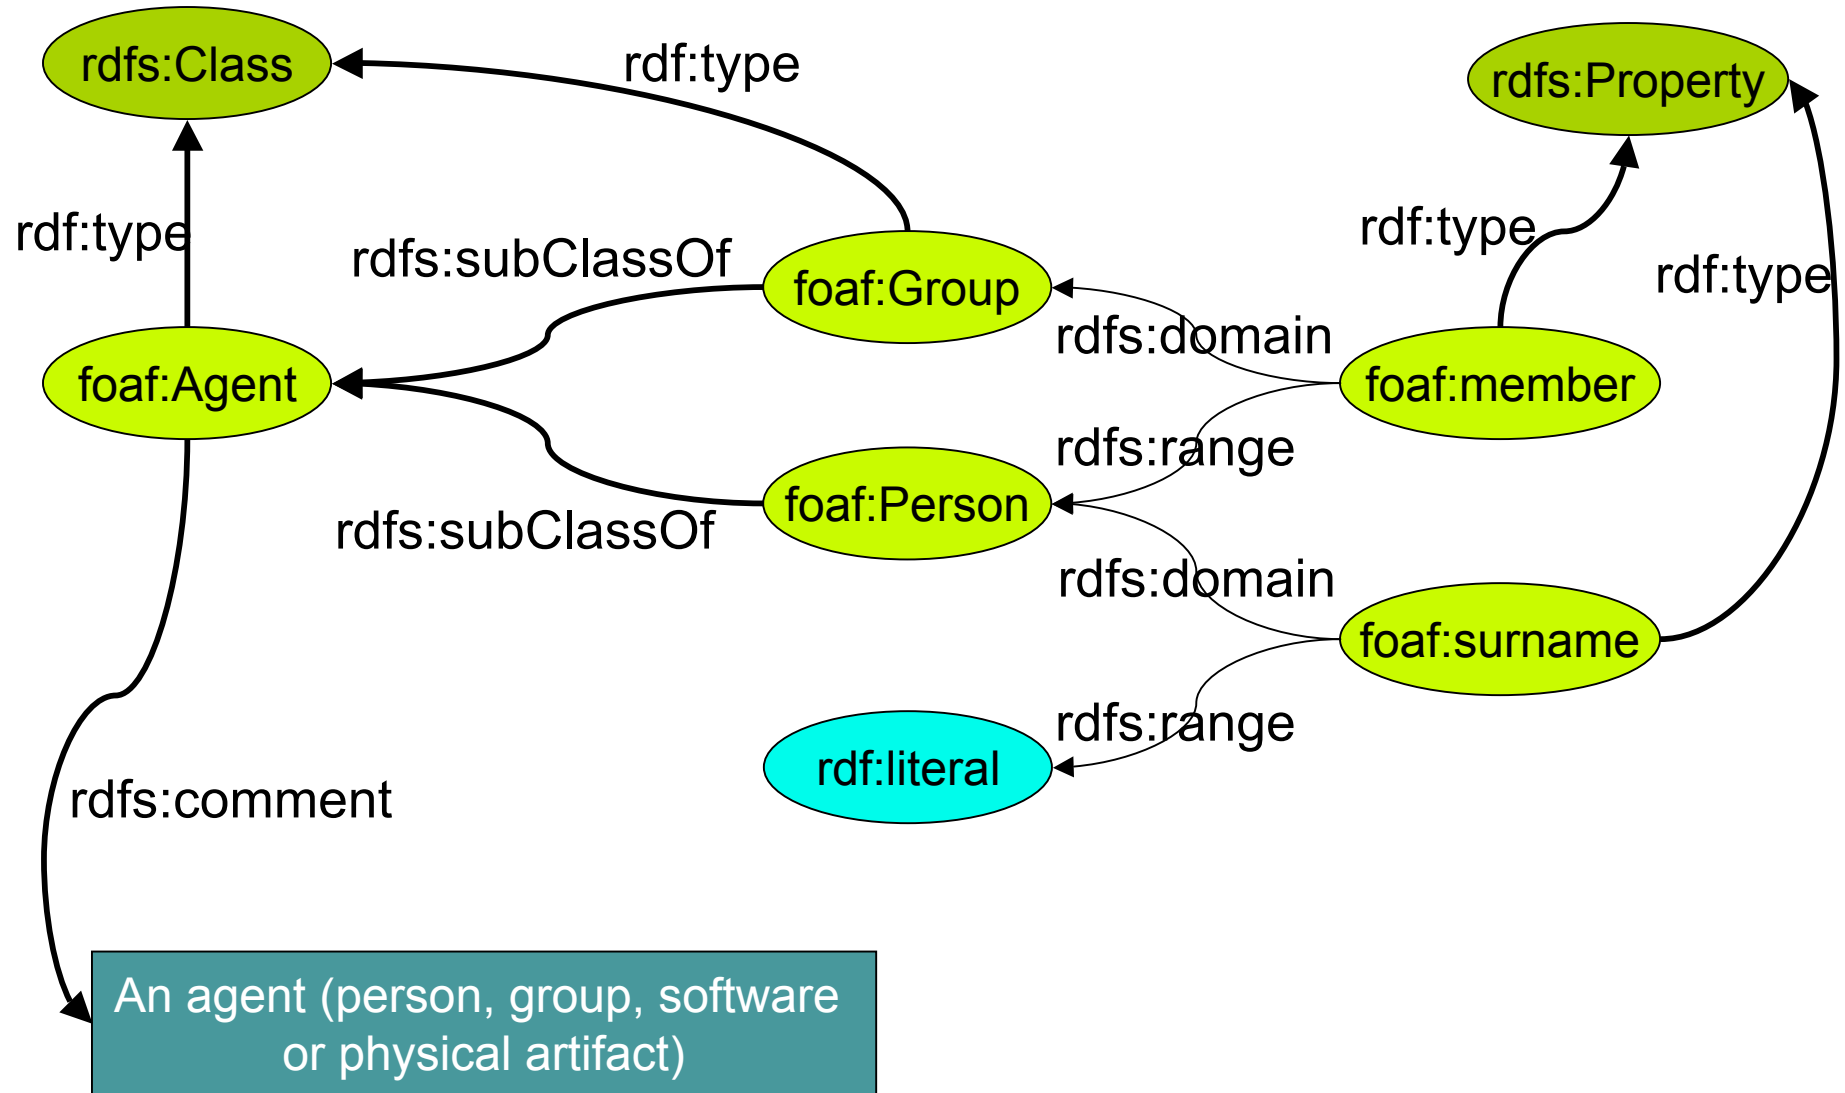 rdfs:Class
rdf:type
rdfs:Property
rdf:type
rdfs:subClassOf
foaf:Group
rdf:type
rdf:type
rdfs:domain
foaf:Agent
foaf:member
rdfs:range
rdfs:subClassOf
foaf:Person
rdfs:domain
foaf:surname
rdfs:range
rdf:literal
rdfs:comment
An agent (person, group, software
or physical artifact)